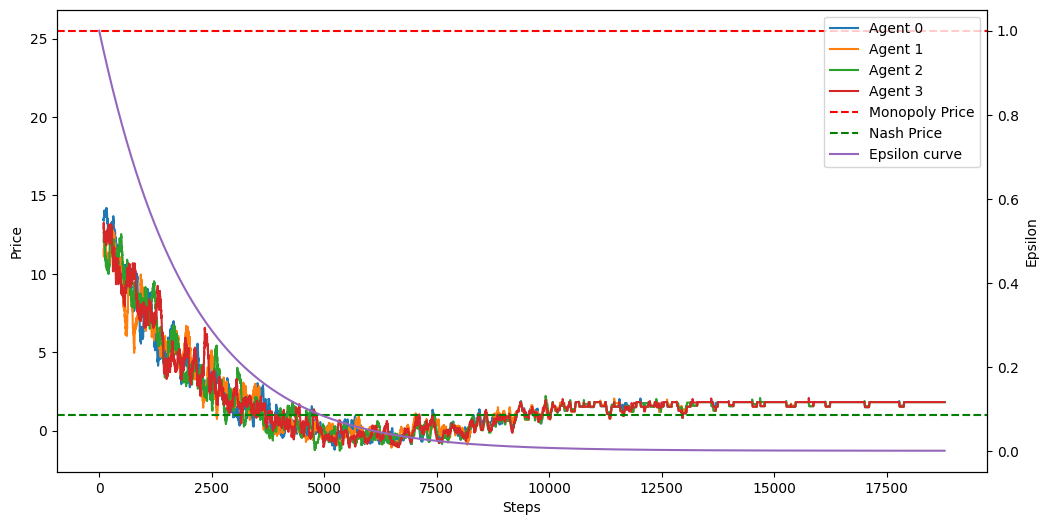 Agent 0
Agent 1
Agent 2
Agent 3
Monopoly Price
Nash Price
Epsilon curve
25
20
15
10
5
0
Price
1.0
0.8
0.6
0.4
0.2
0.0
Epsilon
0
2500
5000
7500
10000
12500
15000
17500
Steps